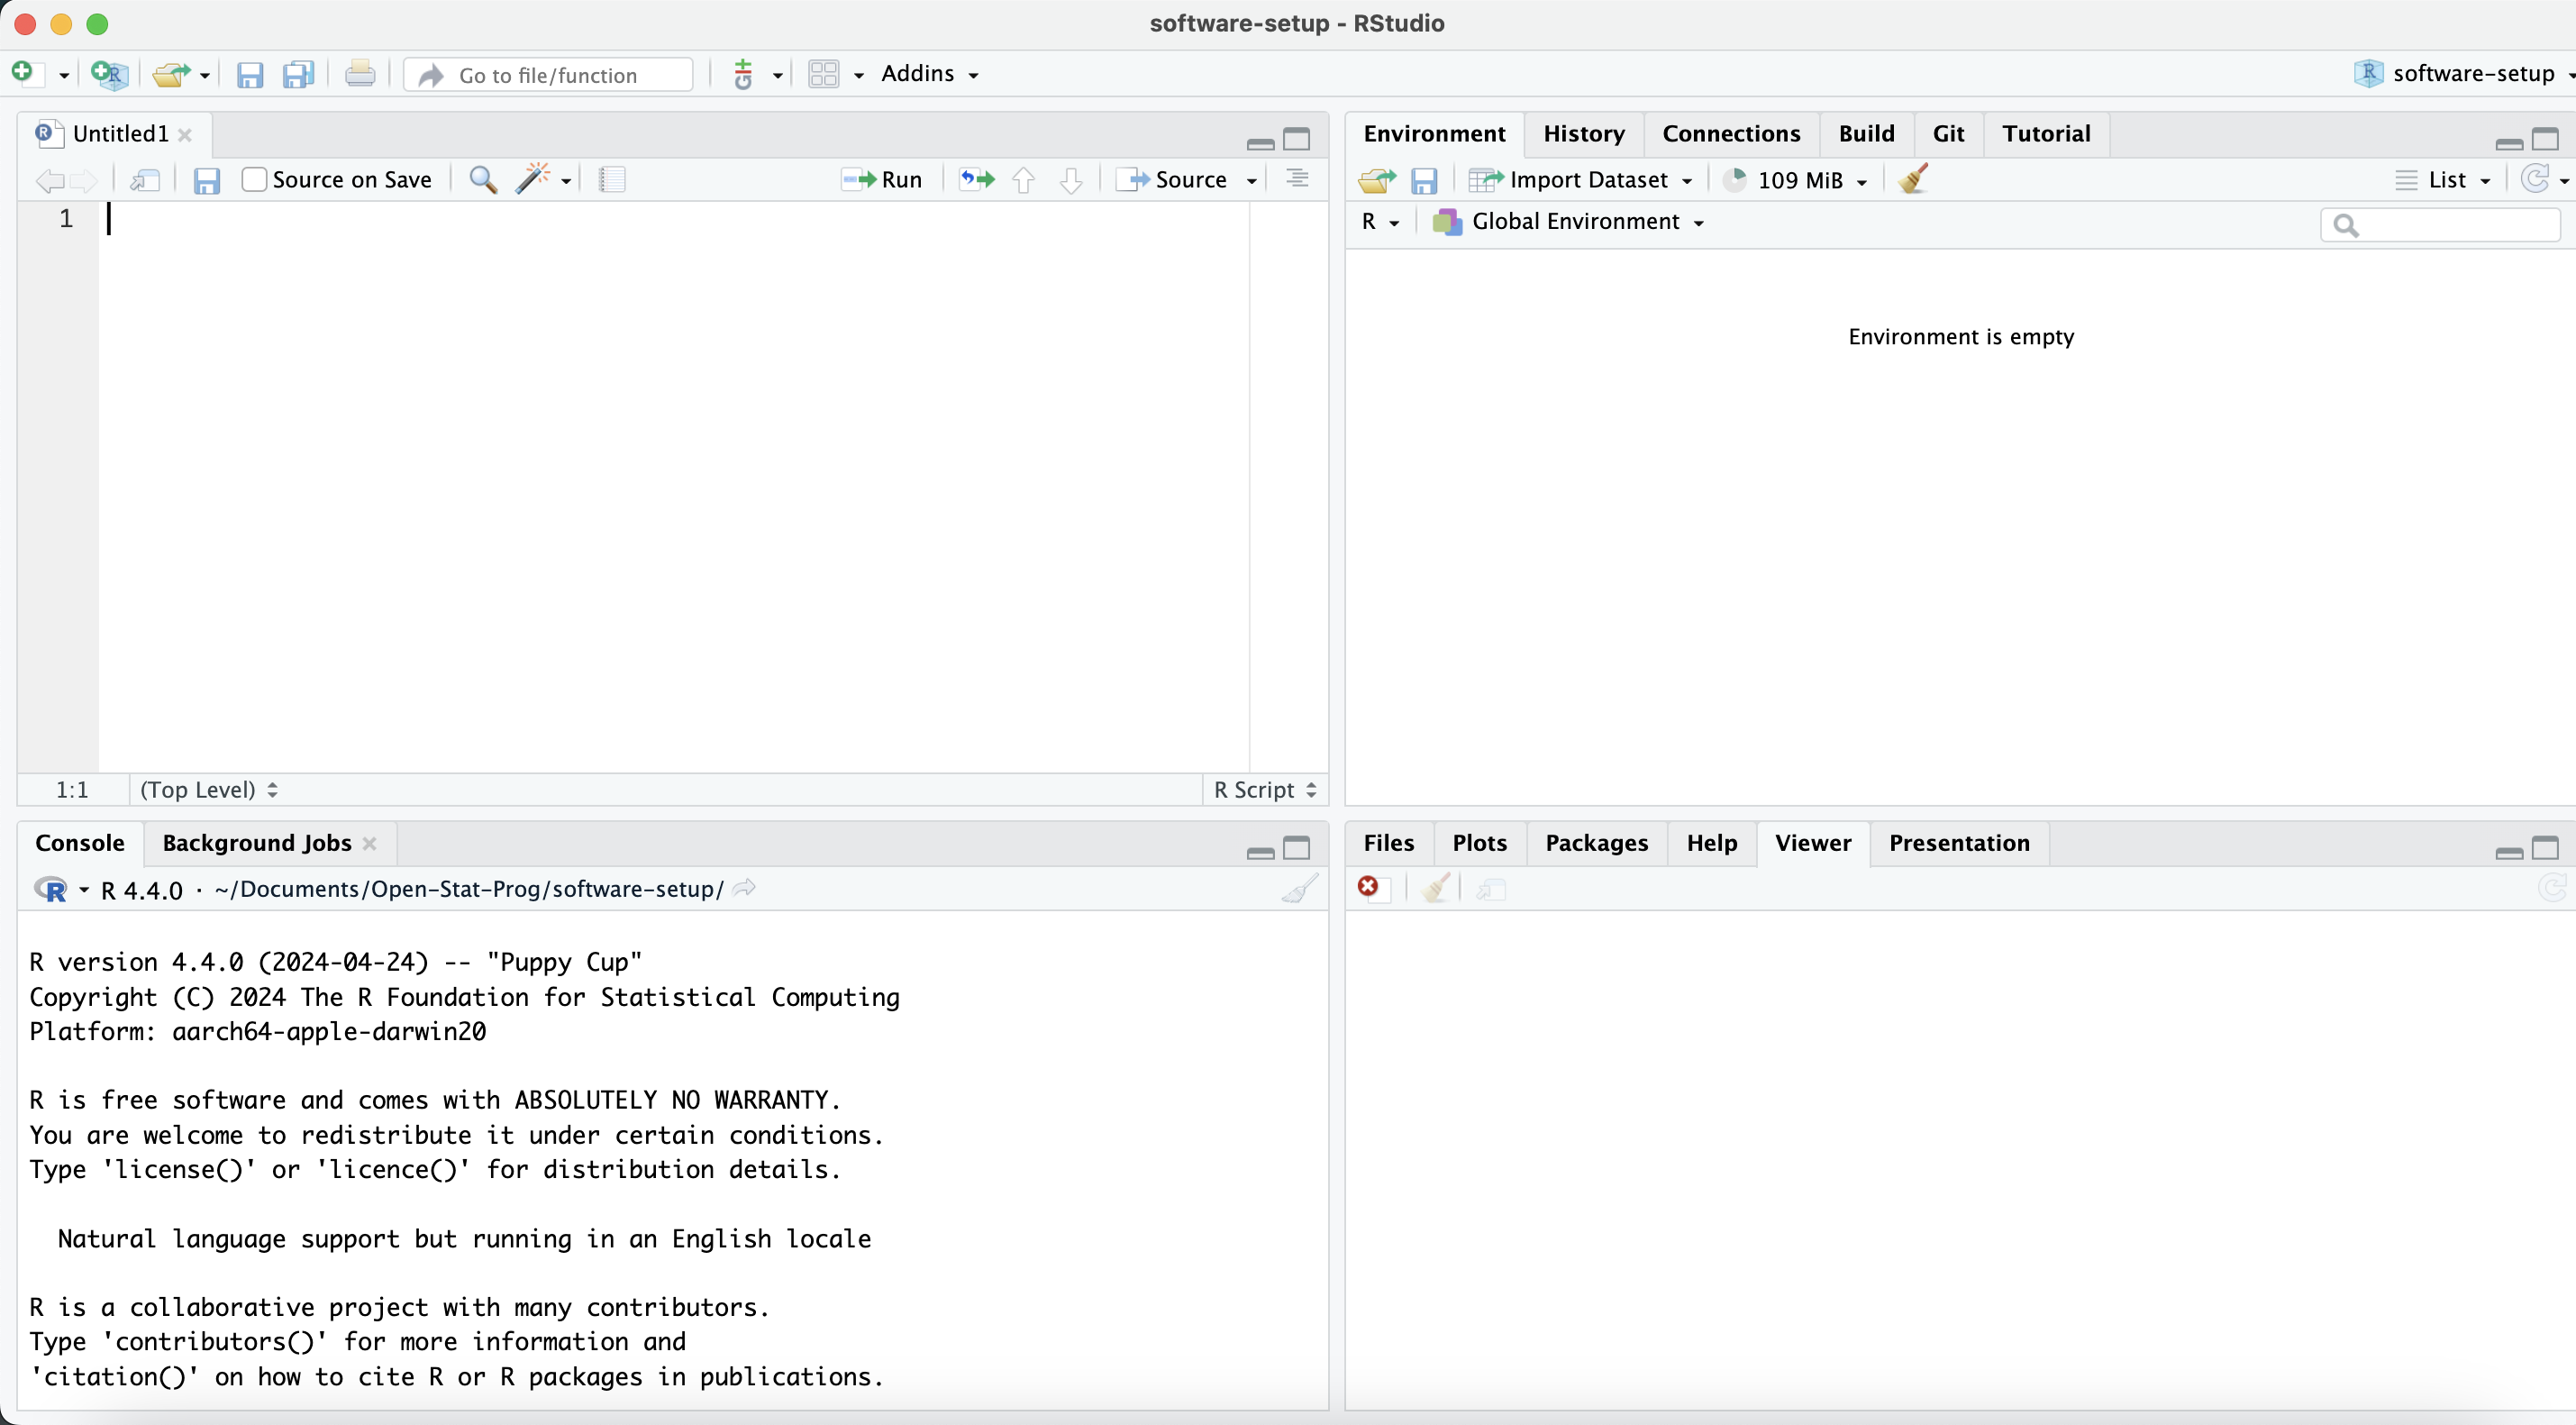 software-setup - RStudio
Go to file/function
Addins
software-setup
Untitled1
Source on Save
Run
Source
1
1:1
(Top Level)
R Script
Environment History Connections Build Git Tutorial
Import Dataset
109 MiB
List
R
Global Environment
Environment is empty
Console Background Jobs
R 4.4.0 · ~/Documents/Open-Stat-Prog/software-setup/
R version 4.4.0 (2024-04-24) -- "Puppy Cup"
Copyright (C) 2024 The R Foundation for Statistical Computing
Platform: aarch64-apple-darwin20
R is free software and comes with ABSOLUTELY NO WARRANTY.
You are welcome to redistribute it under certain conditions.
Type 'license()' or 'licence()' for distribution details.
Natural language support but running in an English locale
R is a collaborative project with many contributors.
Type 'contributors()' for more information and
'citation()' on how to cite R or R packages in publications.
Files Plots Packages Help Viewer Presentation